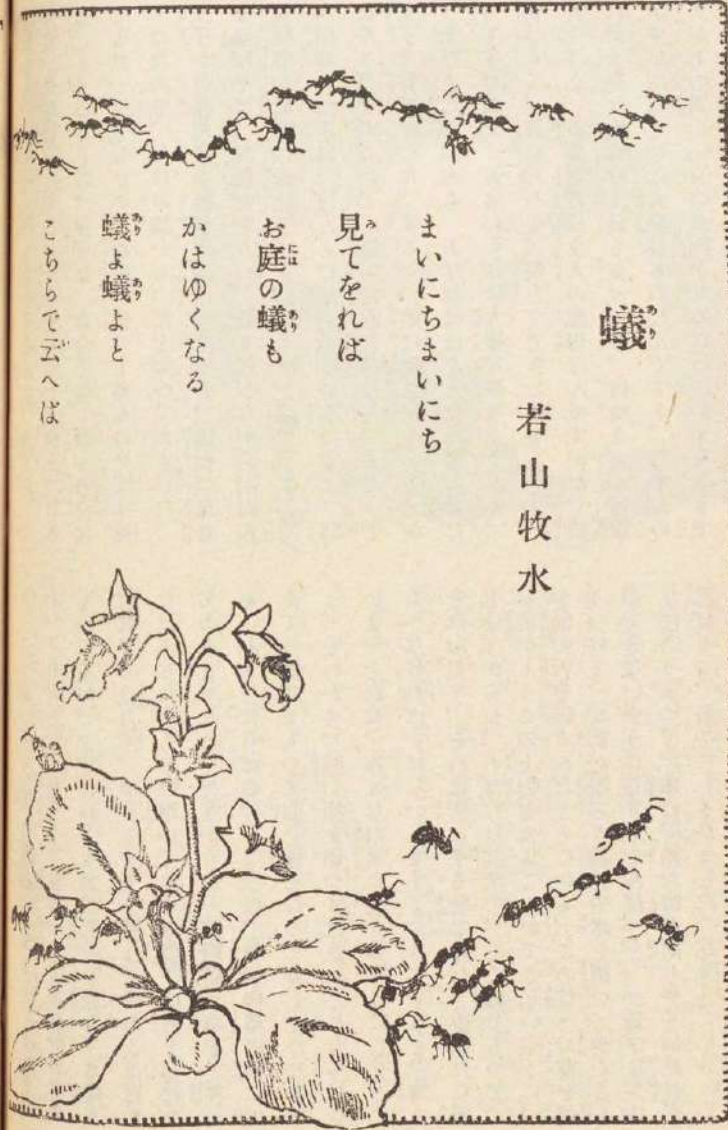 蟻
若山牧水
まいにちまいにち
見てをれば
お庭の蟻も
かはゆくなる
蟻よ蟻よと
こちらで云へば